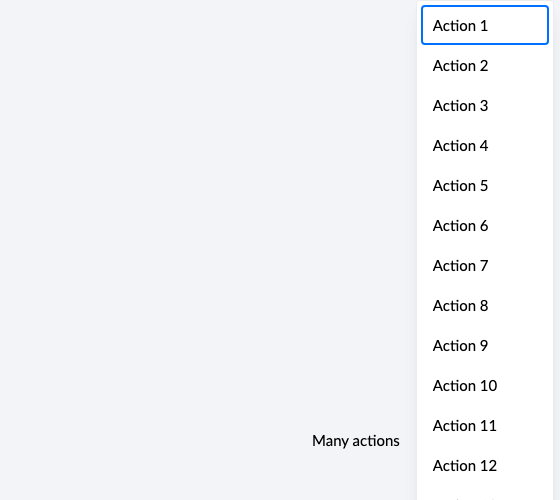 Action 1
Action 2
Action 3
Action 4
Action 5
Action 6
Action 7
Action 8
Action 9
Action 10
Many actions
Action 11
Action 12